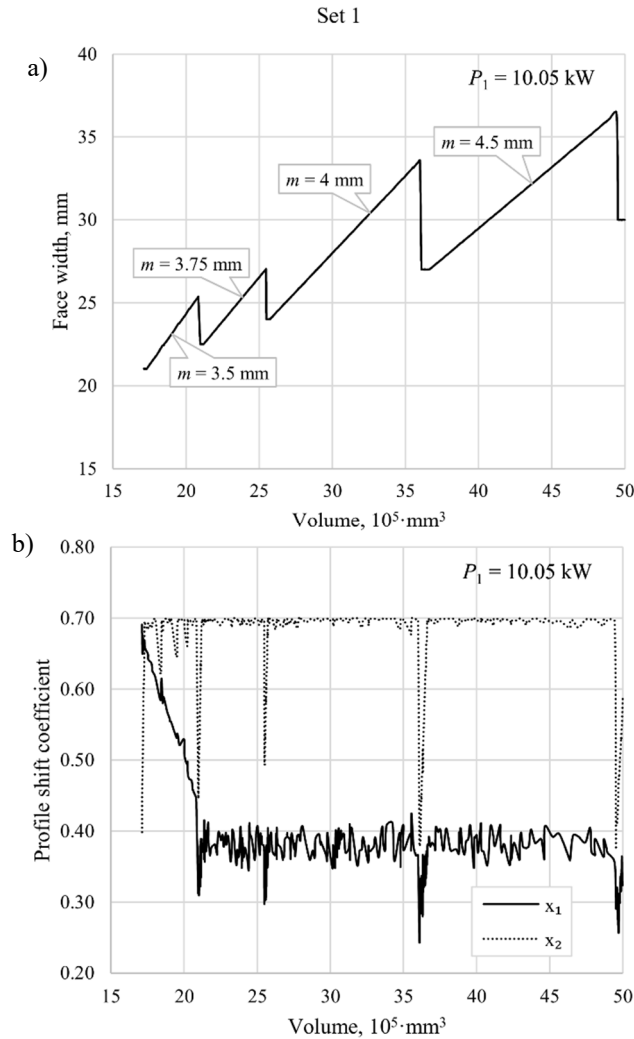 Set 1
a)
P₁ = 10.05 kW
Face width, mm
40
35
30
25
20
15
m = 4.5 mm
m = 4 mm
m = 3.75 mm
m = 3.5 mm
15 20 25 30 35 40 45 50
Volume, 10⁵·mm³
b)
P₁ = 10.05 kW
Profile shift coefficient
0.80
0.70
0.60
0.50
0.40
0.30
0.20
x₁
x₂
15 20 25 30 35 40 45 50
Volume, 10⁵·mm³